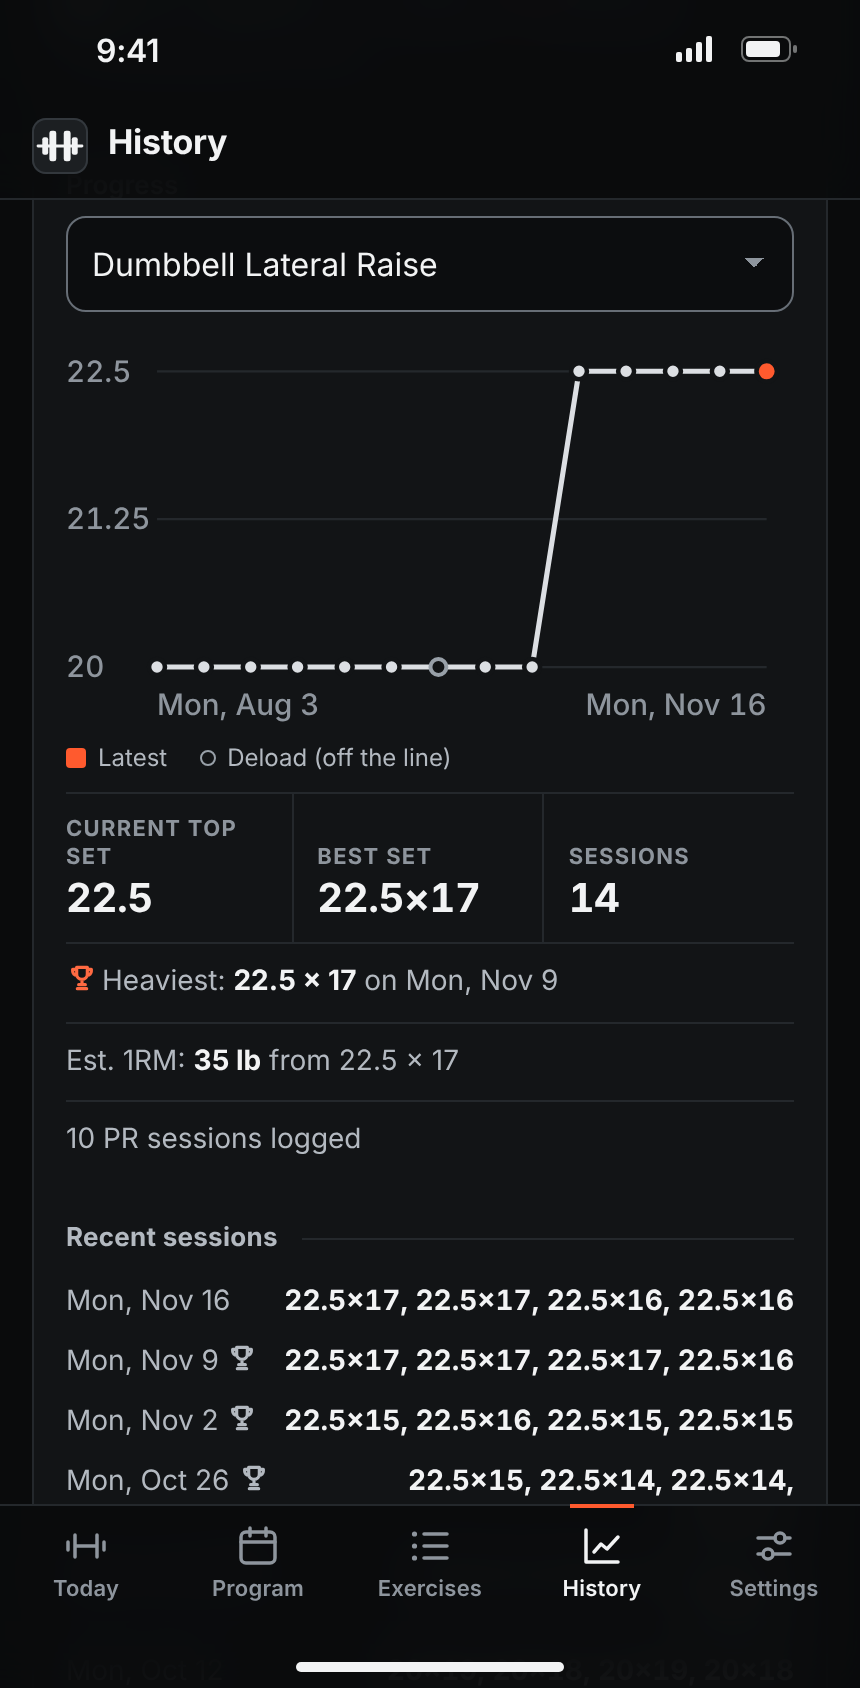 9:41
History
Progress
Dumbbell Lateral Raise
22.5
21.25
20
Mon, Aug 3 Mon, Nov 16
Latest Deload (off the line)
CURRENT TOP SET
22.5
BEST SET
22.5×17
SESSIONS
14
Heaviest: 22.5 × 17 on Mon, Nov 9
Est. 1RM: 35 lb from 22.5 × 17
10 PR sessions logged
Recent sessions
Mon, Nov 16 22.5×17, 22.5×17, 22.5×16, 22.5×16
Mon, Nov 9 22.5×17, 22.5×17, 22.5×17, 22.5×16
Mon, Nov 2 22.5×15, 22.5×16, 22.5×15, 22.5×15
Mon, Oct 26 22.5×15, 22.5×14, 22.5×14,
Today Program Exercises History Settings
Mon, Oct 12